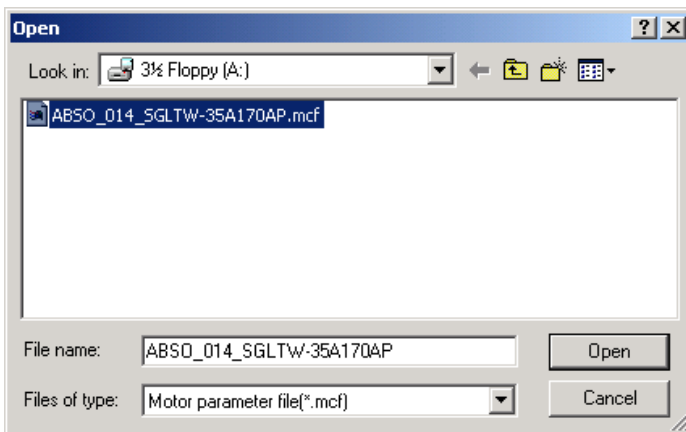 Open
Look in: 3½ Floppy (A:)
ABSO_014_SGLTW-35A170AP.mcf
File name: ABSO_014_SGLTW-35A170AP Open
Files of type: Motor parameter file(*.mcf) Cancel